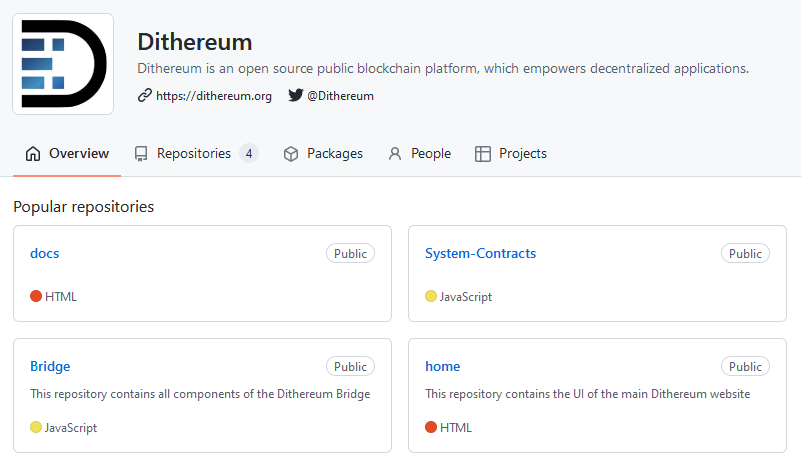 Dithereum
Dithereum is an open source public blockchain platform, which empowers decentralized applications.
https://dithereum.org @Dithereum
Overview Repositories 4 Packages People Projects
Popular repositories
docs Public
HTML
System-Contracts Public
JavaScript
Bridge Public
This repository contains all components of the Dithereum Bridge
JavaScript
home Public
This repository contains the UI of the main Dithereum website
HTML